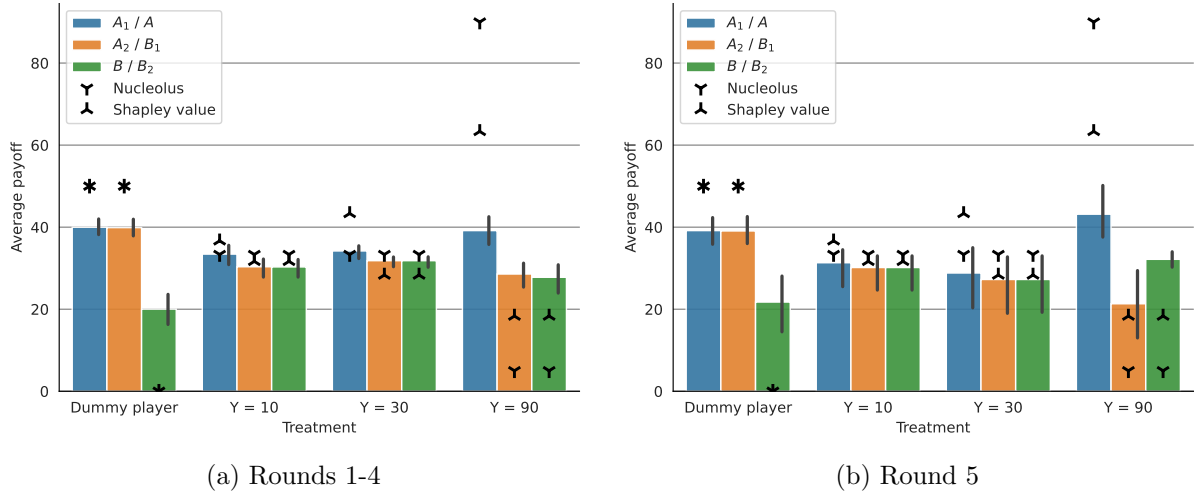 A₁ / A
A₂ / B₁
B / B₂
Nucleolus
Shapley value
80
60
40
20
0
Average payoff
Dummy player Y = 10 Y = 30 Y = 90
Treatment
(a) Rounds 1-4
A₁ / A
A₂ / B₁
B / B₂
Nucleolus
Shapley value
80
60
40
20
0
Average payoff
Dummy player Y = 10 Y = 30 Y = 90
Treatment
(b) Round 5